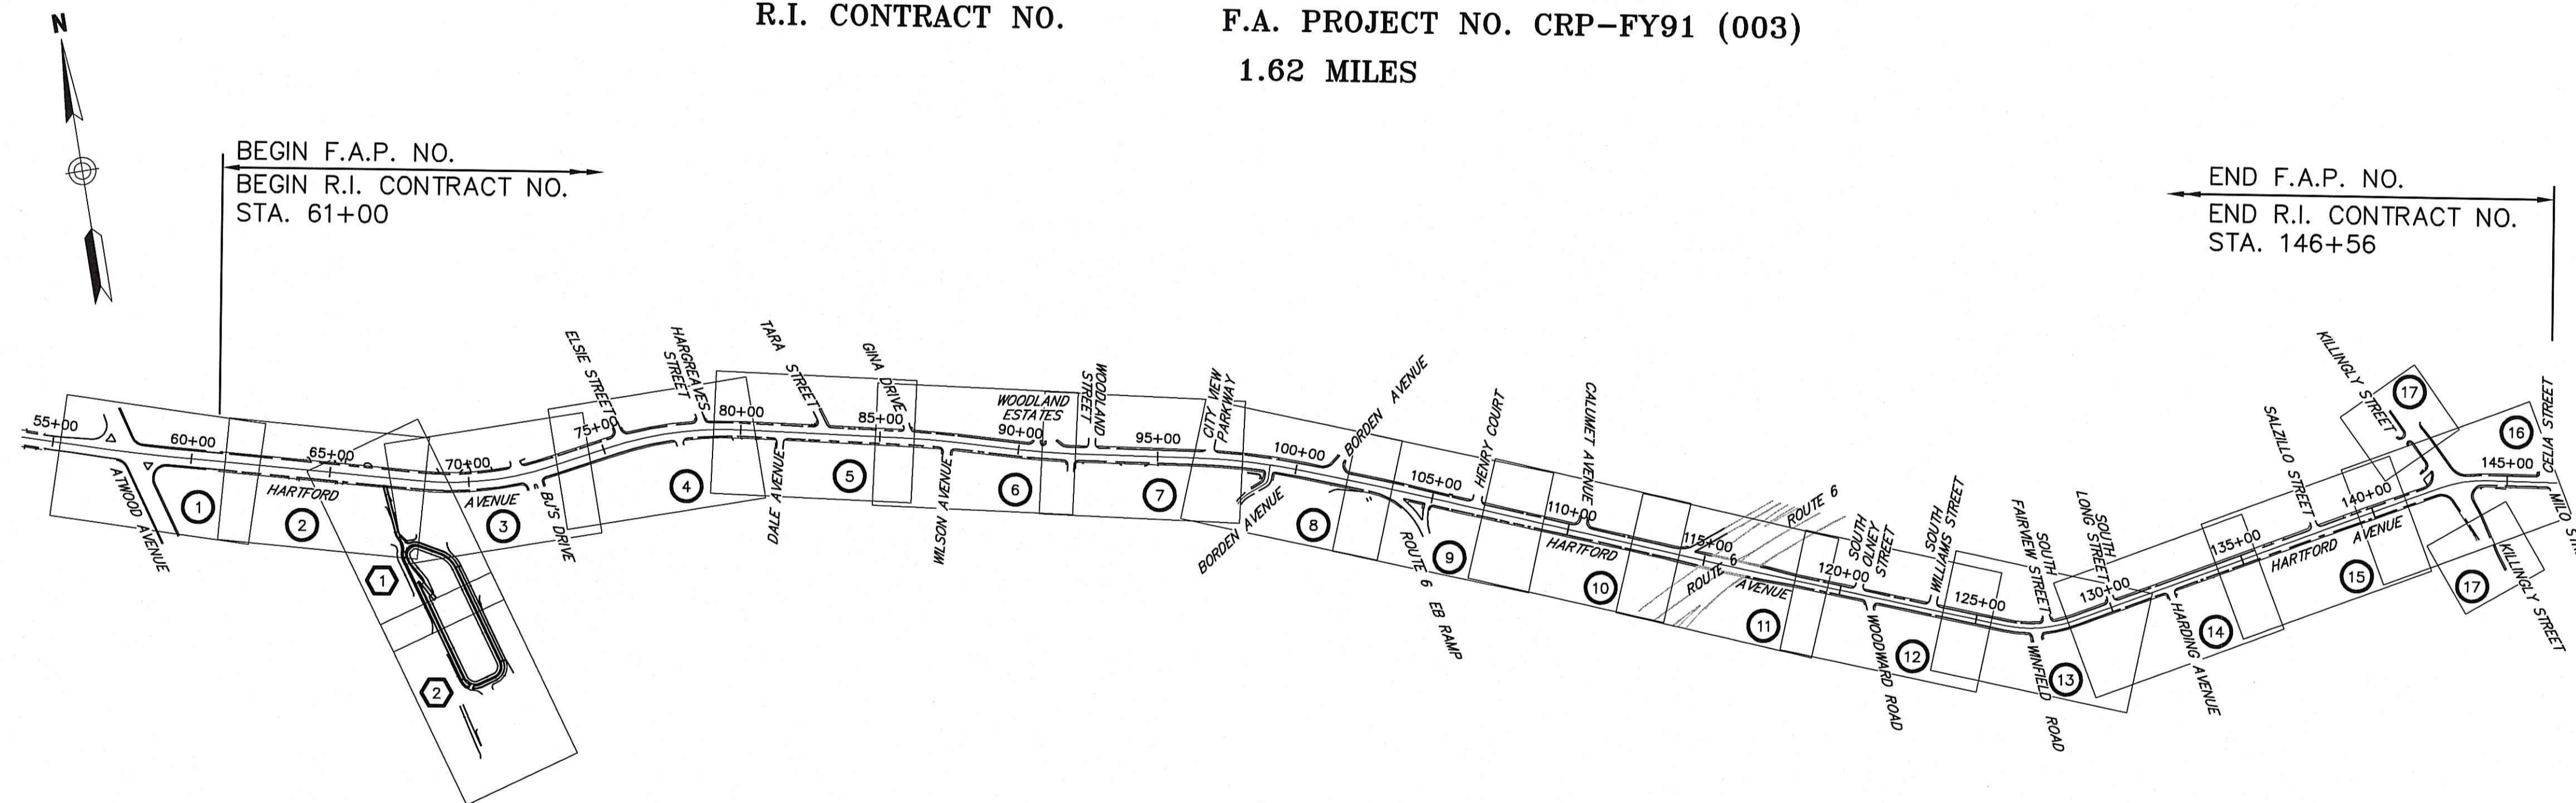 R.I. CONTRACT NO.
F.A. PROJECT NO. CRP-FY91 (003)
1.62 MILES
N
BEGIN F.A.P. NO.
BEGIN R.I. CONTRACT NO.
STA. 61+00
END F.A.P. NO.
END R.I. CONTRACT NO.
STA. 146+56
55+00
60+00
65+00
70+00
75+00
80+00
85+00
90+00
95+00
100+00
105+00
110+00
115+00
120+00
125+00
130+00
135+00
140+00
145+00
ATWOOD AVENUE
HARTFORD
AVENUE
BJ'S DRIVE
ELSIE STREET
HARGREAVES
STREET
TARA STREET
DALE AVENUE
GINA DRIVE
WILSON AVENUE
WOODLAND
ESTATES
WOODLAND
STREET
CITY VIEW
PARKWAY
BORDEN AVENUE
BORDEN AVENUE
ROUTE 6 EB RAMP
HENRY COURT
CALUMET AVENUE
HARTFORD
AVENUE
ROUTE 6
ROUTE 6
SOUTH
OLNEY
STREET
WOODWARD ROAD
SOUTH
WILLIAMS STREET
SOUTH
FAIRVIEW STREET
WINFIELD ROAD
SOUTH
LONG STREET
HARDING AVENUE
SALZILLO STREET
HARTFORD AVENUE
KILLINGLY STREET
KILLINGLY STREET
CELIA STREET
MILO
1
2
3
4
5
6
7
8
9
10
11
12
13
14
15
16
17
17
1
2